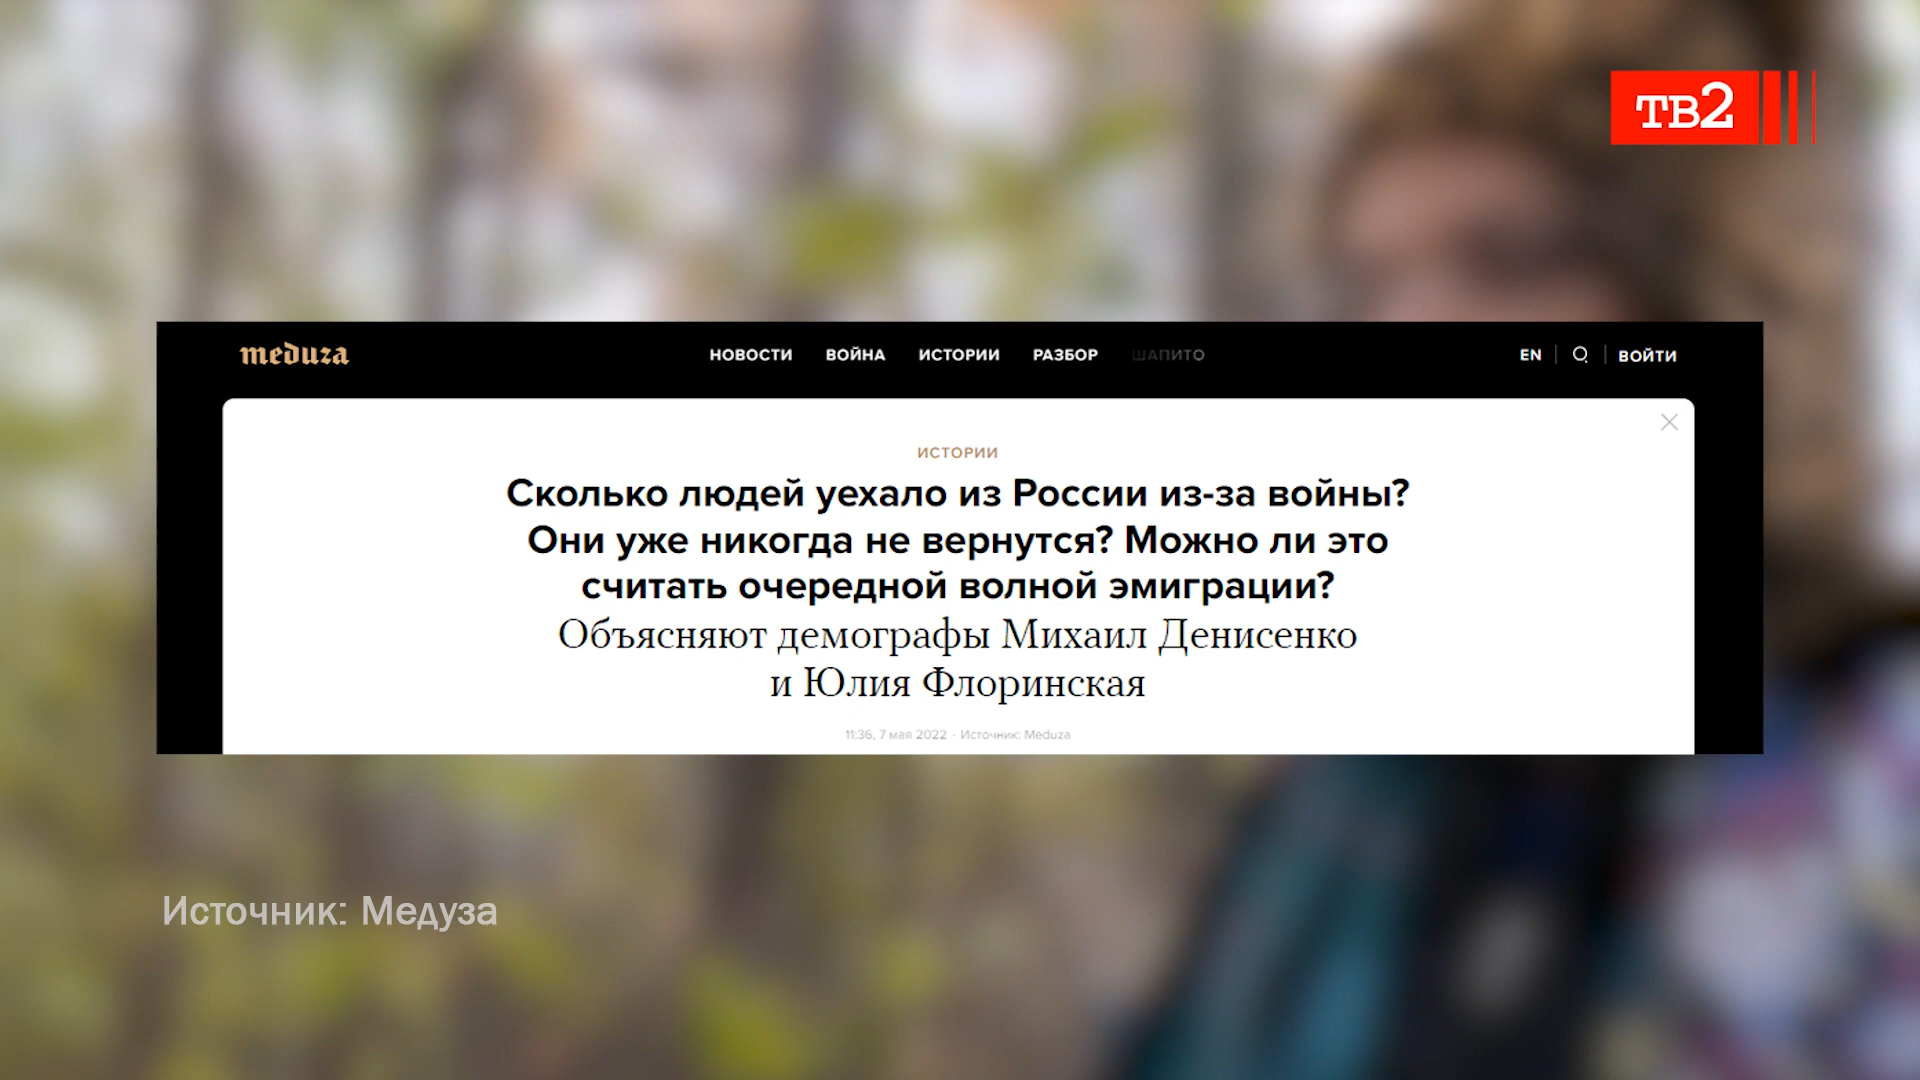 тв2
meduza
НОВОСТИ ВОЙНА ИСТОРИИ РАЗБОР ШАПИТО
EN ВОЙТИ
ИСТОРИИ
Сколько людей уехало из России из-за войны?
Они уже никогда не вернутся? Можно ли это
считать очередной волной эмиграции?
Объясняют демографы Михаил Денисенко
и Юлия Флоринская
11:36, 7 мая 2022 · Источник: Meduza
Источник: Медуза